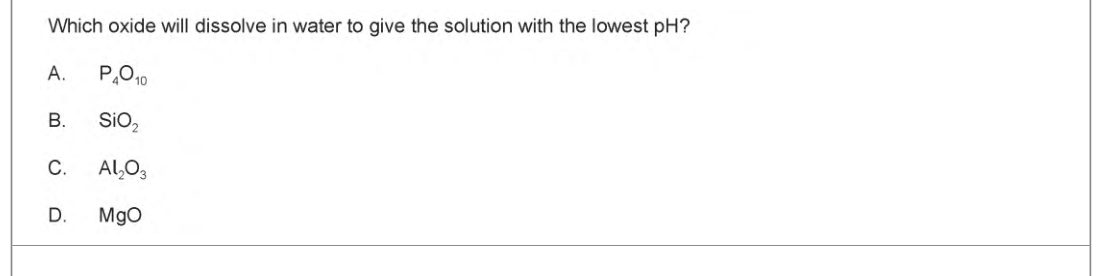 Which oxide will dissolve in water to give the solution with the lowest pH?
A. P₄O₁₀
B. SiO₂
C. Al₂O₃
D. MgO